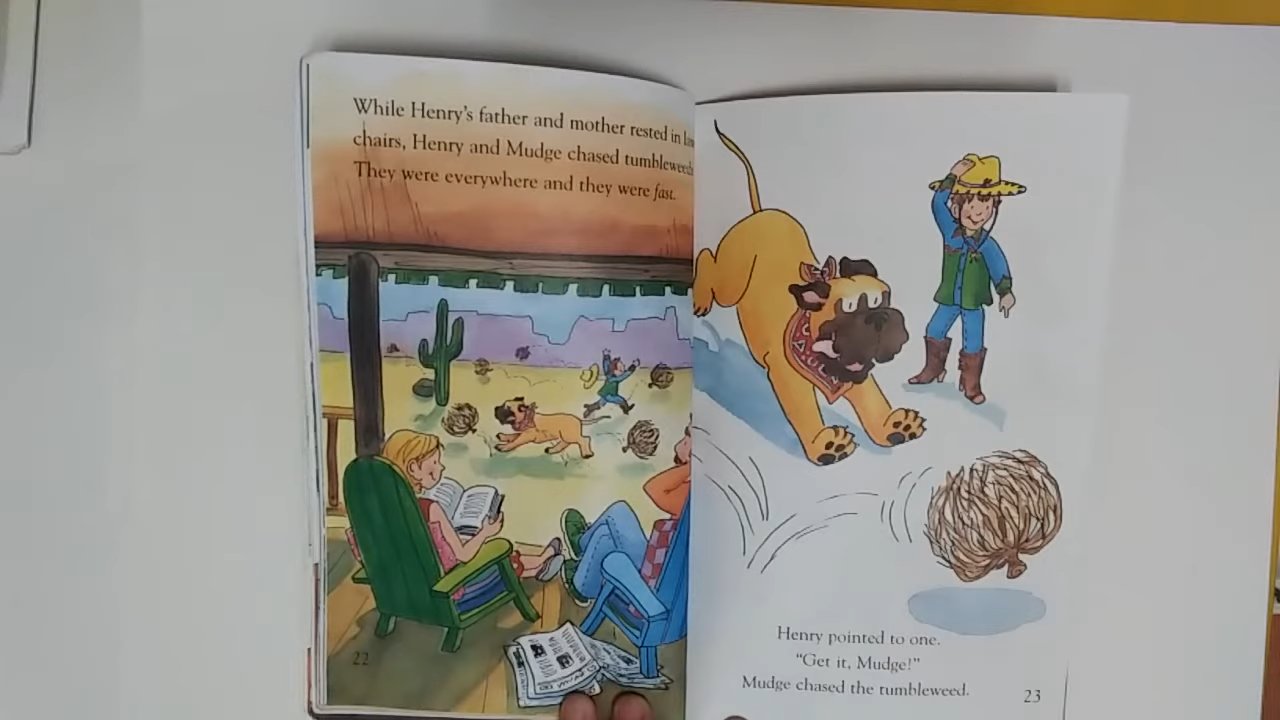 While Henry's father and mother rested in
chairs, Henry and Mudge chased tumbleweeds
They were everywhere and they were fast.
22
Henry pointed to one.
"Get it, Mudge!"
Mudge chased the tumbleweed.
23